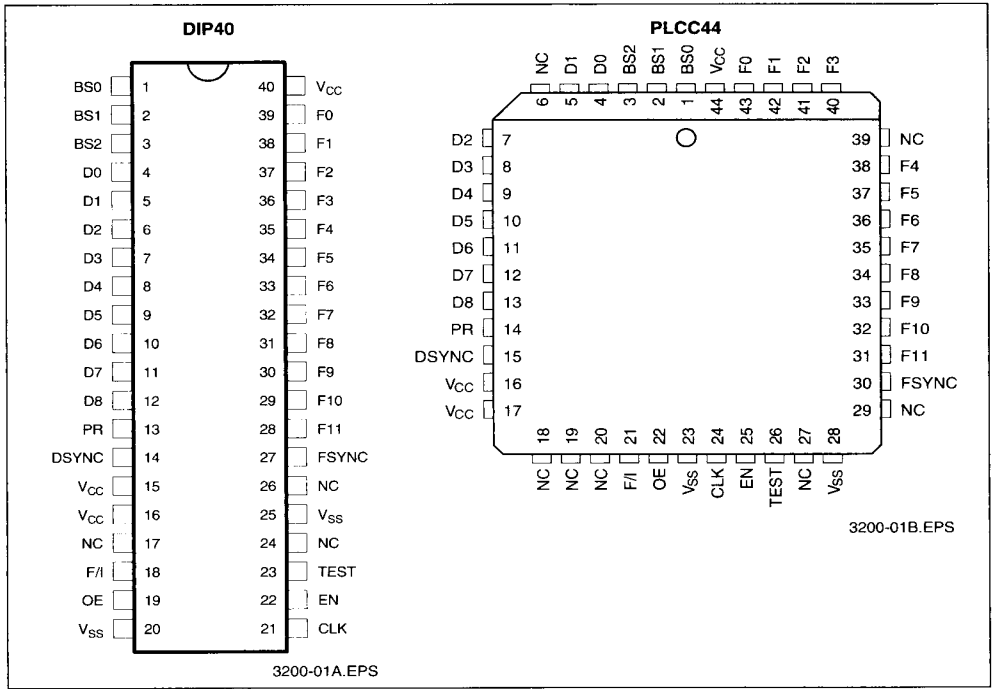 DIP40
BS0 1 40 VCC
BS1 2 39 F0
BS2 3 38 F1
D0 4 37 F2
D1 5 36 F3
D2 6 35 F4
D3 7 34 F5
D4 8 33 F6
D5 9 32 F7
D6 10 31 F8
D7 11 30 F9
D8 12 29 F10
PR 13 28 F11
DSYNC 14 27 FSYNC
VCC 15 26 NC
VCC 16 25 VSS
NC 17 24 NC
F/I 18 23 TEST
OE 19 22 EN
VSS 20 21 CLK
3200-01A.EPS
PLCC44
NC D1 D0 BS2 BS1 BS0 VCC F0 F1 F2 F3
6 5 4 3 2 1 44 43 42 41 40
D2 7 39 NC
D3 8 38 F4
D4 9 37 F5
D5 10 36 F6
D6 11 35 F7
D7 12 34 F8
D8 13 33 F9
PR 14 32 F10
DSYNC 15 31 F11
VCC 16 30 FSYNC
VCC 17 29 NC
18 19 20 21 22 23 24 25 26 27 28
NC NC NC F/I OE VSS CLK EN TEST NC VSS
3200-01B.EPS